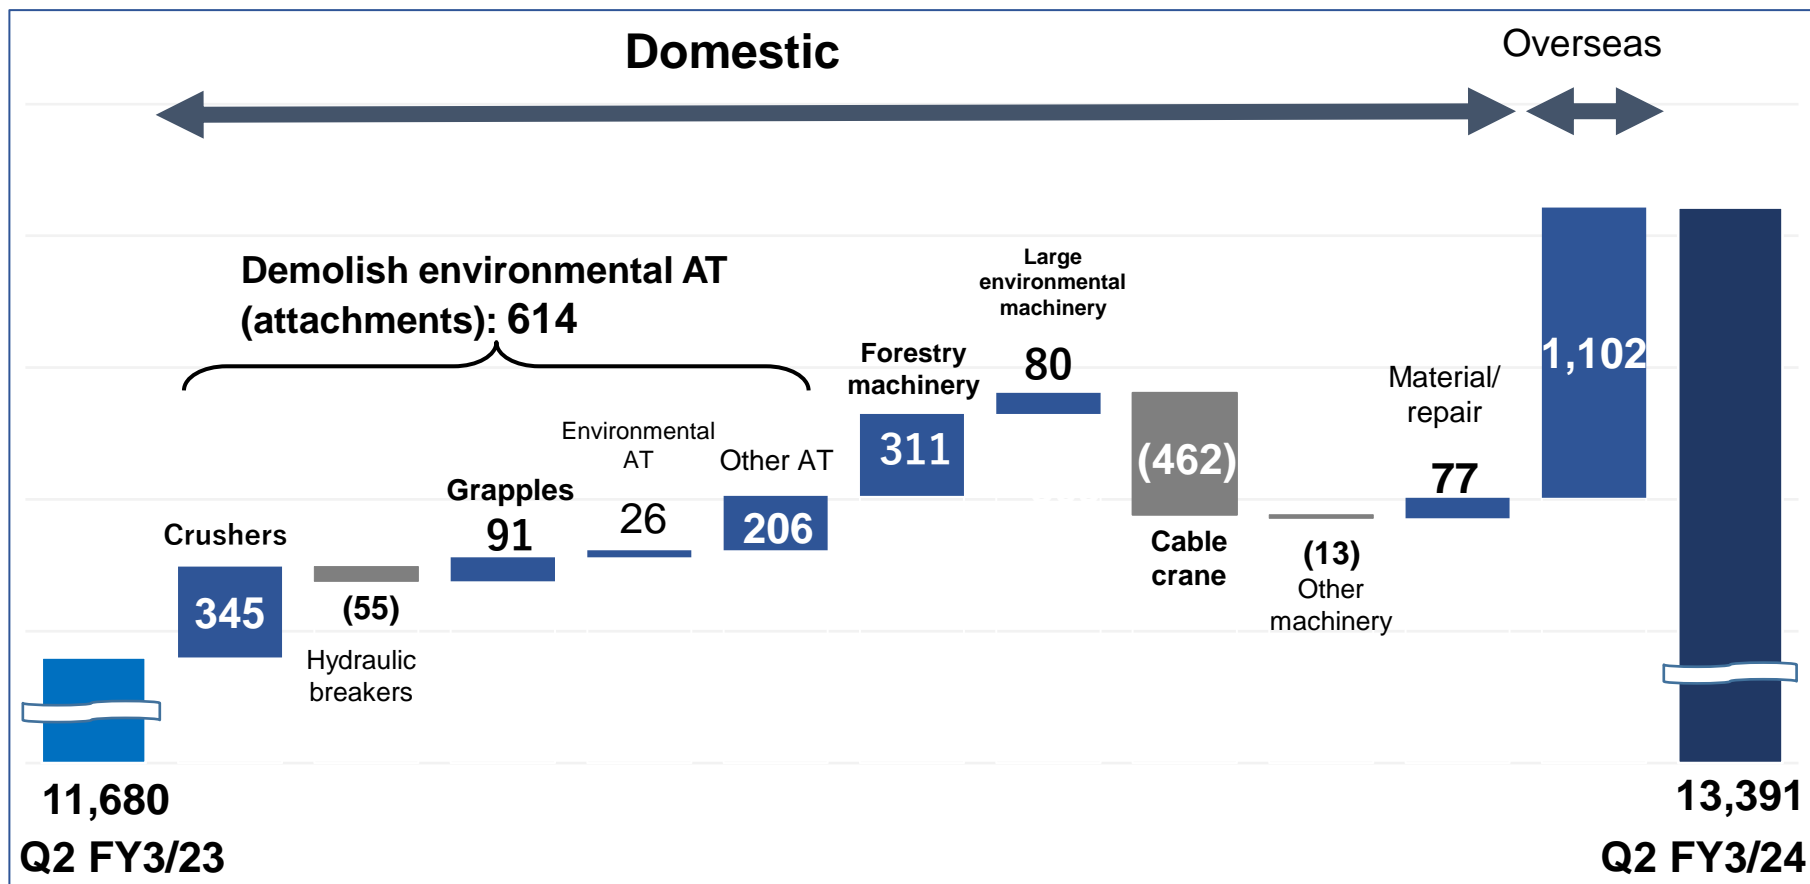 Domestic
Overseas
Demolish environmental AT
(attachments): 614
Crushers
345
(55)
Hydraulic
breakers
Grapples
91
Environmental
AT
26
Other AT
206
Forestry
machinery
311
Large
environmental
machinery
80
(462)
Cable
crane
(13)
Other
machinery
Material/
repair
77
1,102
11,680
Q2 FY3/23
13,391
Q2 FY3/24